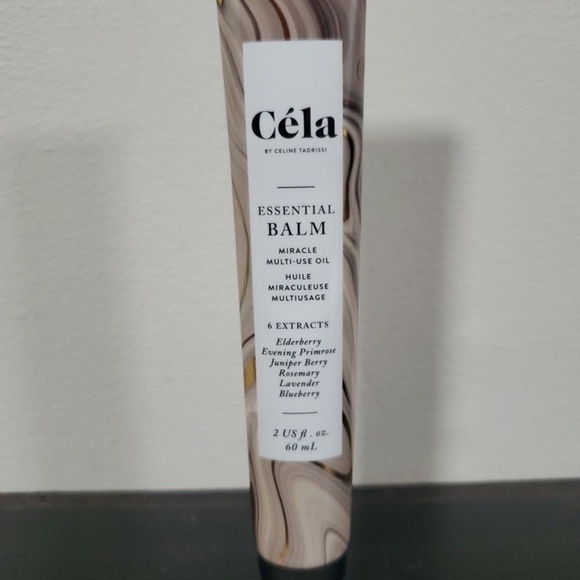 Céla
BY CELINE TADRISSI
ESSENTIAL
BALM
MIRACLE
MULTI-USE OIL
HUILE
MIRACULEUSE
MULTIUSAGE
6 EXTRACTS
Elderberry
Evening Primrose
Juniper Berry
Rosemary
Lavender
Blueberry
2 US fl. oz.
60 mL